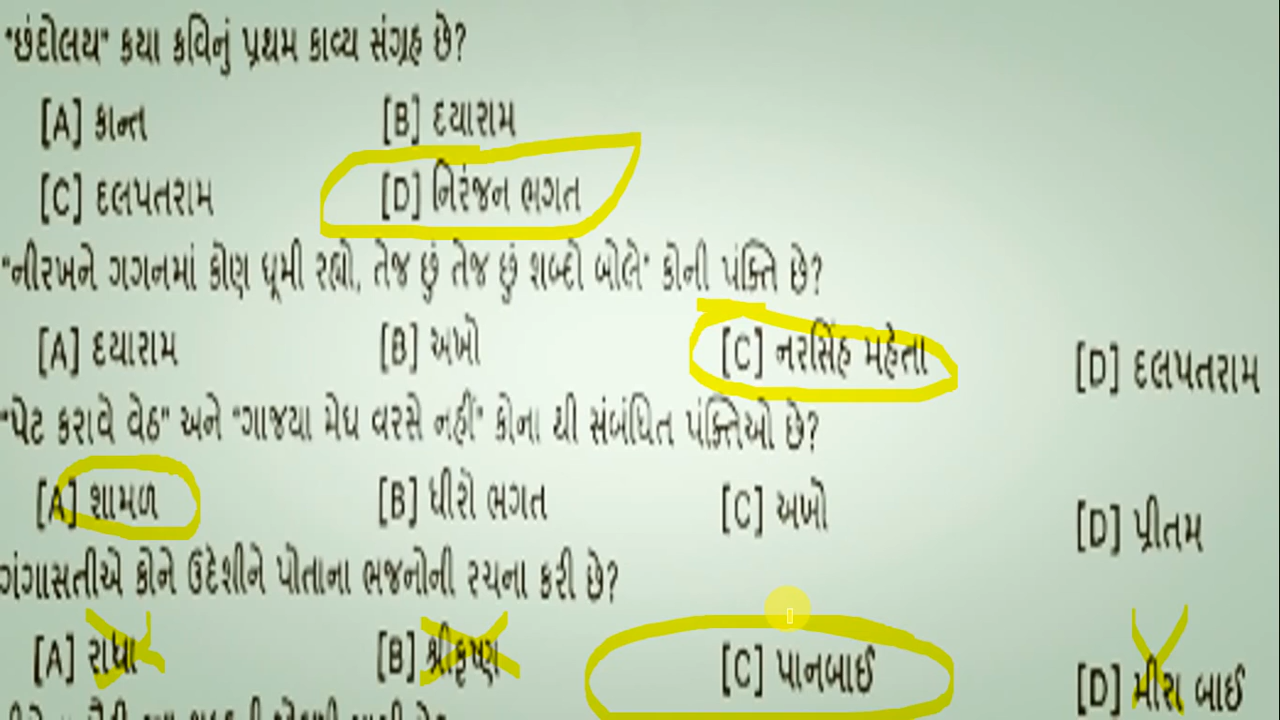 "છંદોલય" કયા કવિનું પ્રથમ કાવ્ય સંગ્રહ છે?
[A] કાન્ત [B] દયારામ
[C] દલપતરામ [D] નિરંજન ભગત
"નીરખને ગગનમાં કોણ ઘૂમી રહ્યો, તેજ છું તેજ છું શબ્દો બોલે" કોની પંક્તિ છે?
[A] દયારામ [B] અખો [C] નરસિંહ મહેતા [D] દલપતરામ
"પેટ કરાવે વેઠ" અને "ગાજયા મેઘ વરસે નહીં" કોના થી સંબંધિત પંક્તિઓ છે?
[A] શામળ [B] ધીરો ભગત [C] અખો [D] પ્રીતમ
ગંગાસતીએ કોને ઉદેશીને પોતાના ભજનોની રચના કરી છે?
[A] રાધા [B] શ્રીકૃષ્ણ [C] પાનબાઈ [D] મીરા બાઈ